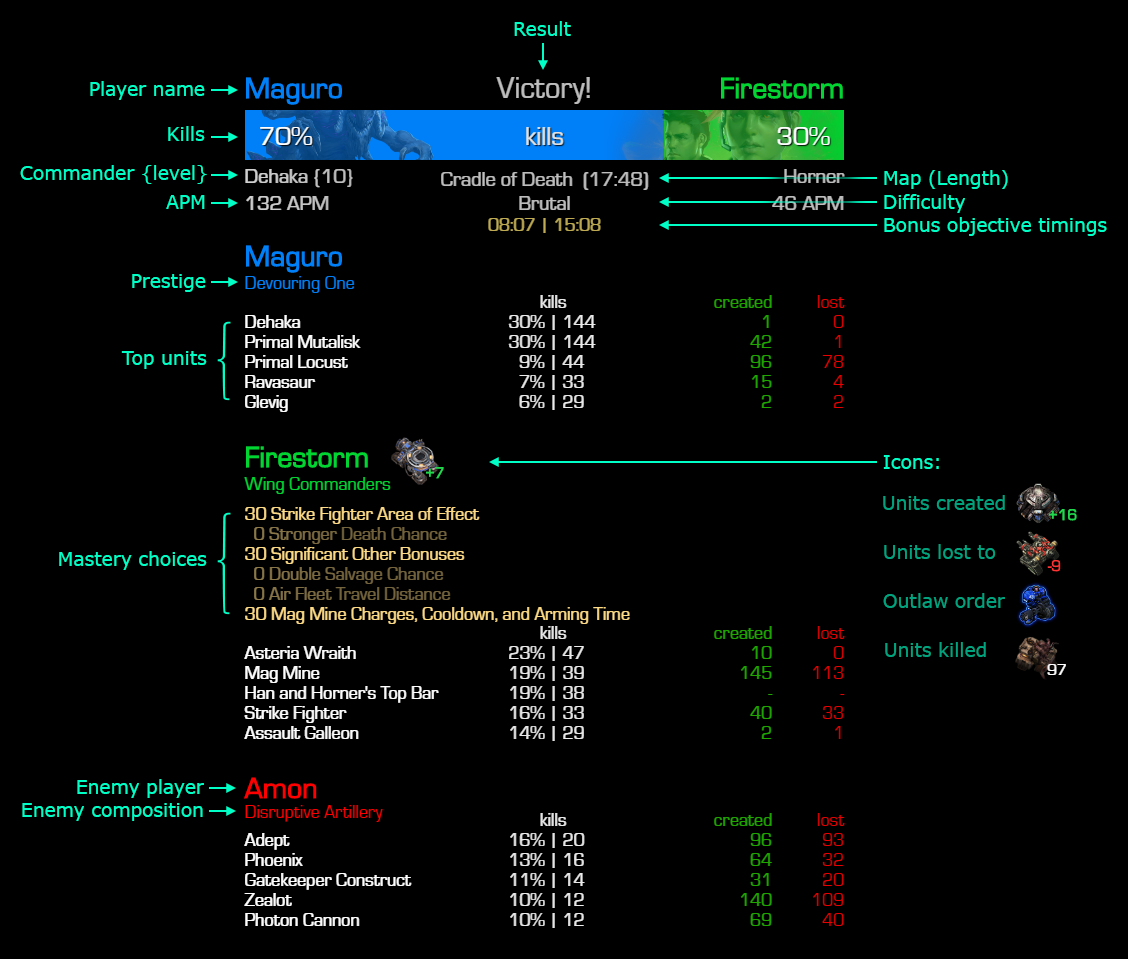 Result
Player name Maguro Victory! Firestorm
Kills 70% kills 30%
Commander {level} Dehaka {10} Cradle of Death (17:48) Horner Map (Length)
APM 132 APM Brutal 46 APM Difficulty
08:07 | 15:08 Bonus objective timings
Maguro
Prestige Devouring One
kills created lost
Dehaka 30% | 144 1 0
Primal Mutalisk 30% | 144 42 1
Top units Primal Locust 9% | 44 96 78
Ravasaur 7% | 33 15 4
Glevig 6% | 29 2 2
Firestorm +7 Icons:
Wing Commanders
Units created +16
30 Strike Fighter Area of Effect
0 Stronger Death Chance
Mastery choices 30 Significant Other Bonuses Units lost to -9
0 Double Salvage Chance
0 Air Fleet Travel Distance Outlaw order
30 Mag Mine Charges, Cooldown, and Arming Time
kills created lost
Asteria Wraith 23% | 47 10 0 Units killed 97
Mag Mine 19% | 39 145 113
Han and Horner's Top Bar 19% | 38 - -
Strike Fighter 16% | 33 40 33
Assault Galleon 14% | 29 2 1
Enemy player Amon
Enemy composition Disruptive Artillery
kills created lost
Adept 16% | 20 96 93
Phoenix 13% | 16 64 32
Gatekeeper Construct 11% | 14 31 20
Zealot 10% | 12 140 109
Photon Cannon 10% | 12 69 40